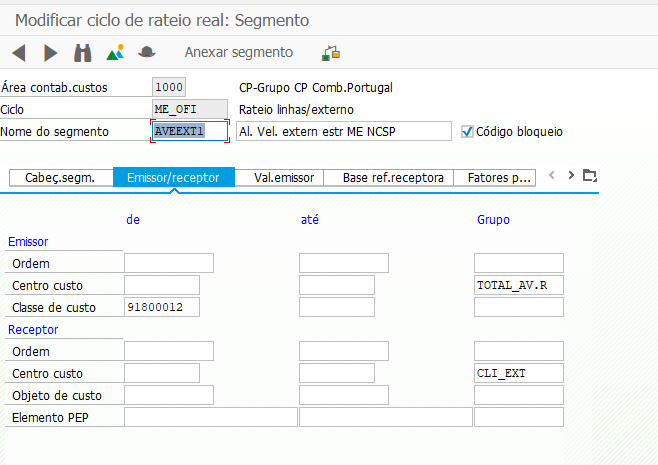 Modificar ciclo de rateio real: Segmento
Anexar segmento
Área contab.custos 1000 CP-Grupo CP Comb.Portugal
Ciclo ME_OFI Rateio linhas/externo
Nome do segmento AVEEXT1 Al. Vel. extern estr ME NCSP Código bloqueio
Cabeç.segm. Emissor/receptor Val.emissor Base ref.receptora Fatores p...
de até Grupo
Emissor
Ordem
Centro custo TOTAL_AV.R
Classe de custo 91800012
Receptor
Ordem
Centro custo CLI_EXT
Objeto de custo
Elemento PEP